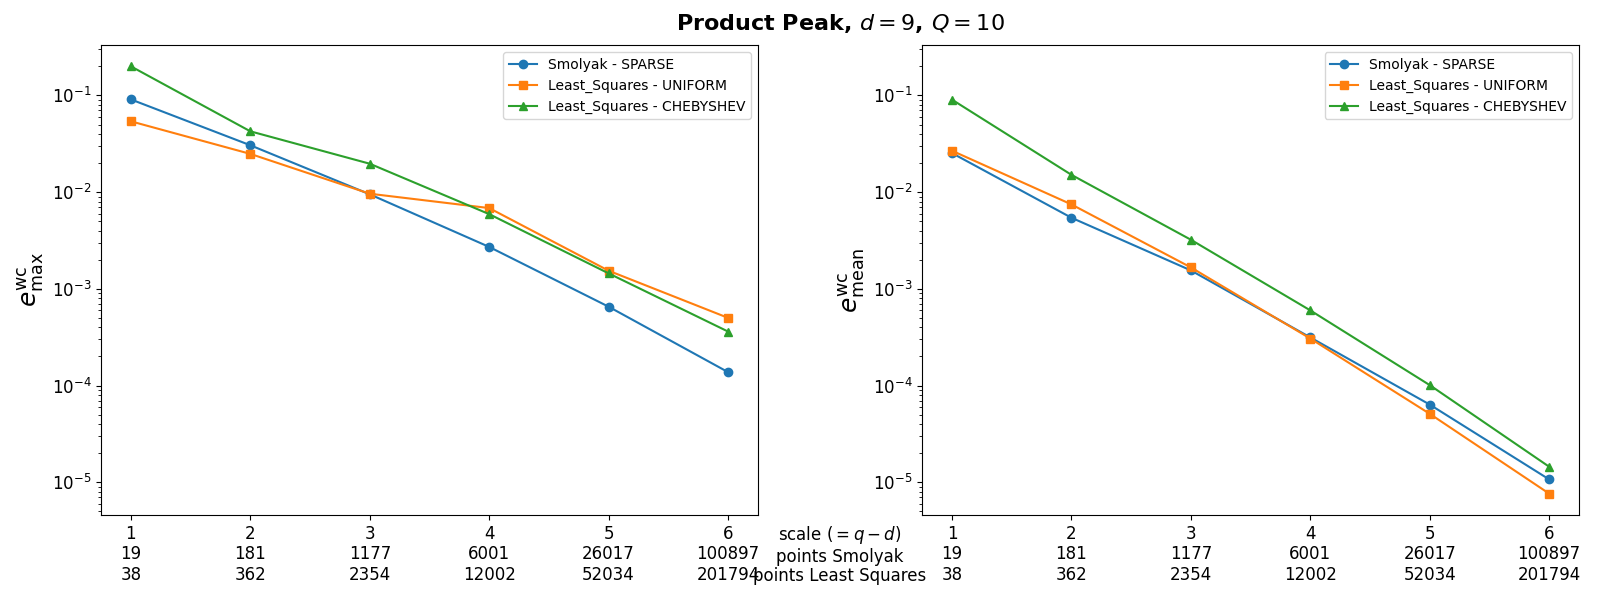 Product Peak, d = 9, Q = 10
Smolyak - SPARSE
Least_Squares - UNIFORM
Least_Squares - CHEBYSHEV
10⁻¹
10⁻²
10⁻³
10⁻⁴
10⁻⁵
e^wc_max
1 2 3 4 5 6
19 181 1177 6001 26017 100897
38 362 2354 12002 52034 201794
scale (= q − d)
points Smolyak
points Least Squares
Smolyak - SPARSE
Least_Squares - UNIFORM
Least_Squares - CHEBYSHEV
10⁻¹
10⁻²
10⁻³
10⁻⁴
10⁻⁵
e^wc_mean
1 2 3 4 5 6
19 181 1177 6001 26017 100897
38 362 2354 12002 52034 201794